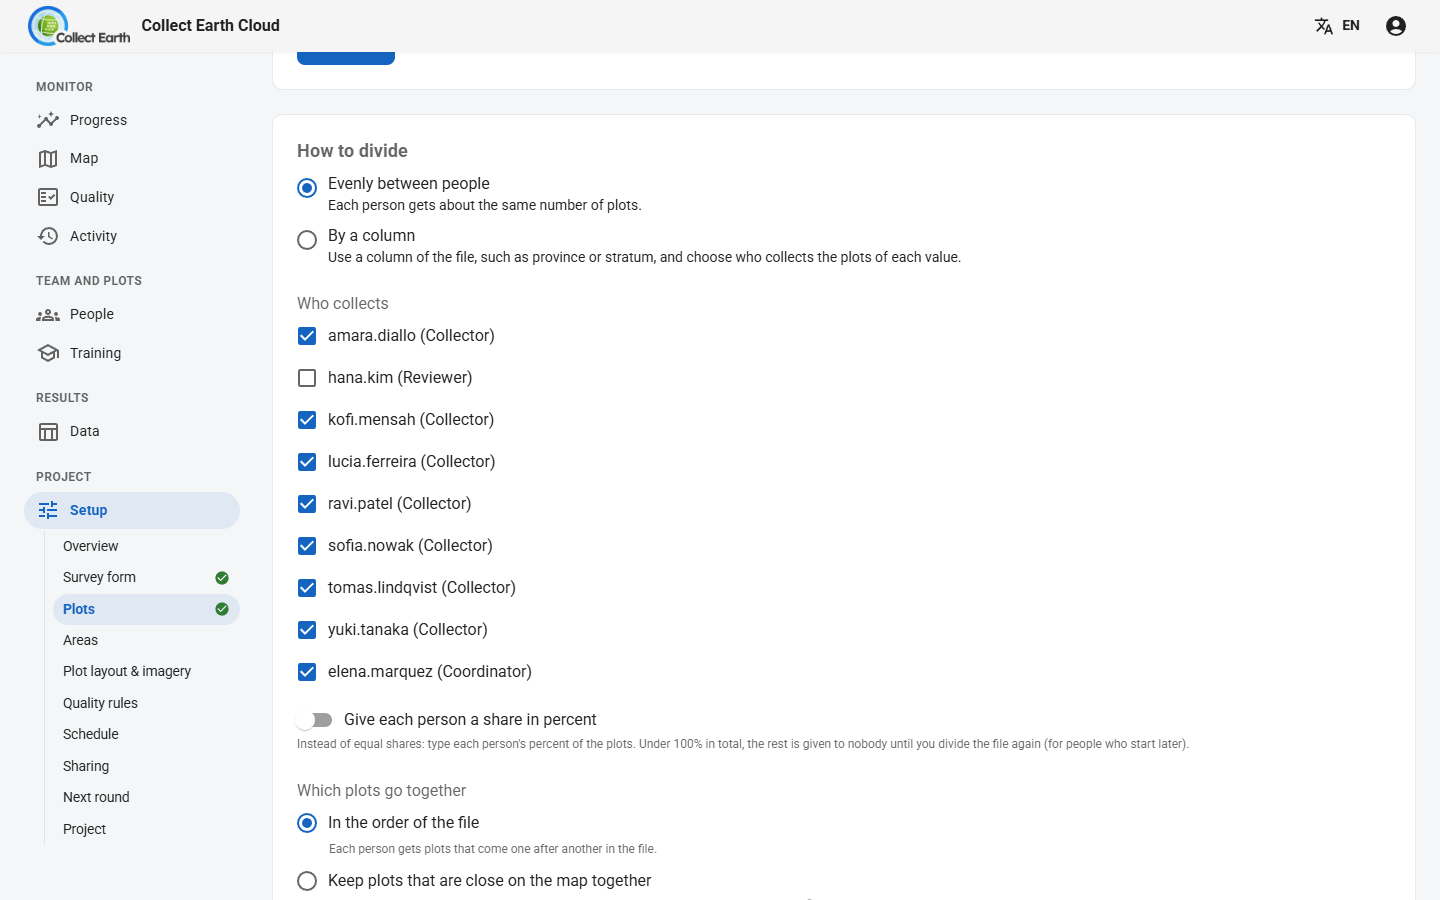 Collect Earth
Collect Earth Cloud
EN
MONITOR
Progress
Map
Quality
Activity
TEAM AND PLOTS
People
Training
RESULTS
Data
PROJECT
Setup
Overview
Survey form
Plots
Areas
Plot layout & imagery
Quality rules
Schedule
Sharing
Next round
Project
How to divide
Evenly between people
Each person gets about the same number of plots.
By a column
Use a column of the file, such as province or stratum, and choose who collects the plots of each value.
Who collects
amara.diallo (Collector)
hana.kim (Reviewer)
kofi.mensah (Collector)
lucia.ferreira (Collector)
ravi.patel (Collector)
sofia.nowak (Collector)
tomas.lindqvist (Collector)
yuki.tanaka (Collector)
elena.marquez (Coordinator)
Give each person a share in percent
Instead of equal shares: type each person's percent of the plots. Under 100% in total, the rest is given to nobody until you divide the file again (for people who start later).
Which plots go together
In the order of the file
Each person gets plots that come one after another in the file.
Keep plots that are close on the map together